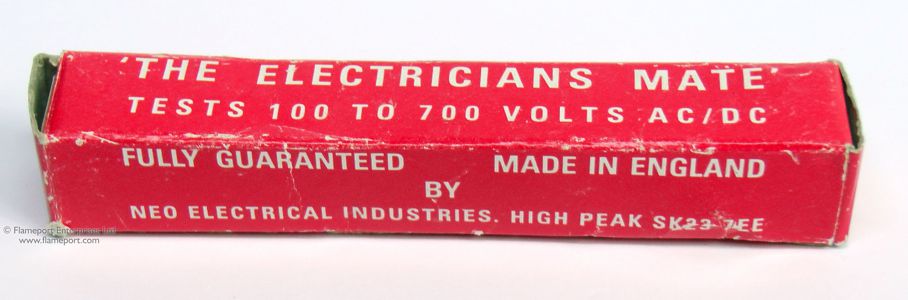 'THE ELECTRICIANS MATE'
TESTS 100 TO 700 VOLTS AC/DC
FULLY GUARANTEED MADE IN ENGLAND
BY
NEO ELECTRICAL INDUSTRIES. HIGH PEAK SK23 7EE
© Flameport Enterprises Ltd
www.flameport.com